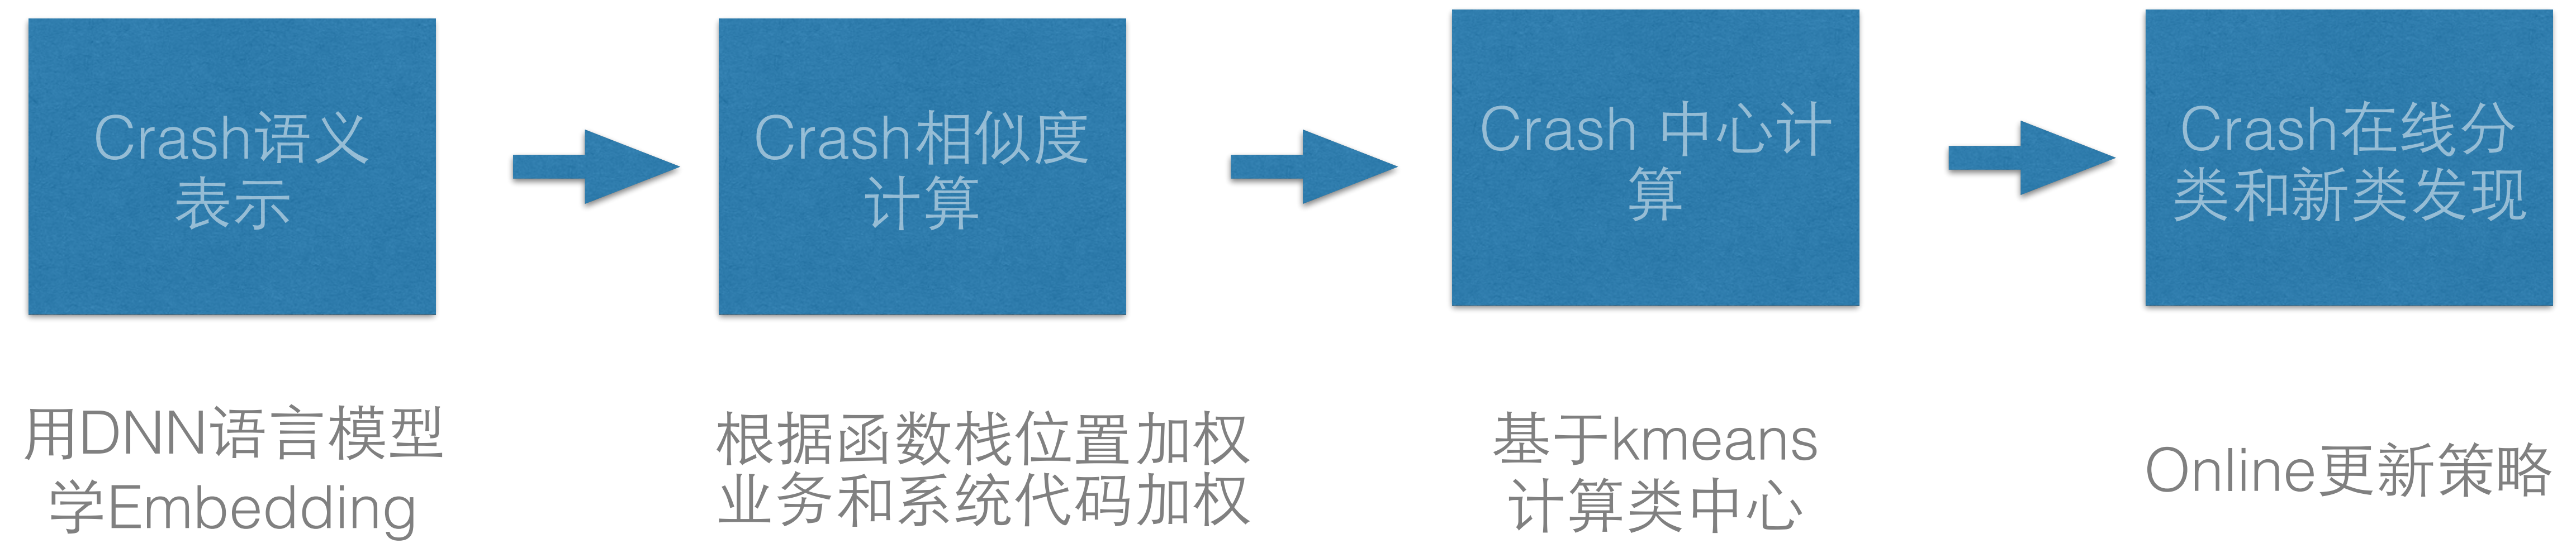 Crash语义
表示
Crash相似度
计算
Crash 中心计
算
Crash在线分
类和新类发现
用DNN语言模型
学Embedding
根据函数栈位置加权
业务和系统代码加权
基于kmeans
计算类中心
Online更新策略